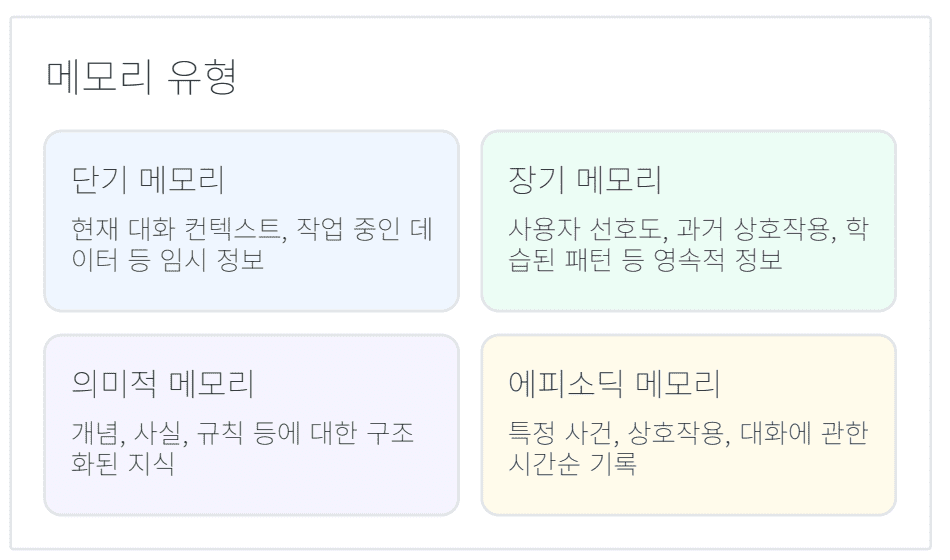 메모리 유형
단기 메모리
현재 대화 컨텍스트, 작업 중인 데
이터 등 임시 정보
장기 메모리
사용자 선호도, 과거 상호작용, 학
습된 패턴 등 영속적 정보
의미적 메모리
개념, 사실, 규칙 등에 대한 구조
화된 지식
에피소딕 메모리
특정 사건, 상호작용, 대화에 관한
시간순 기록